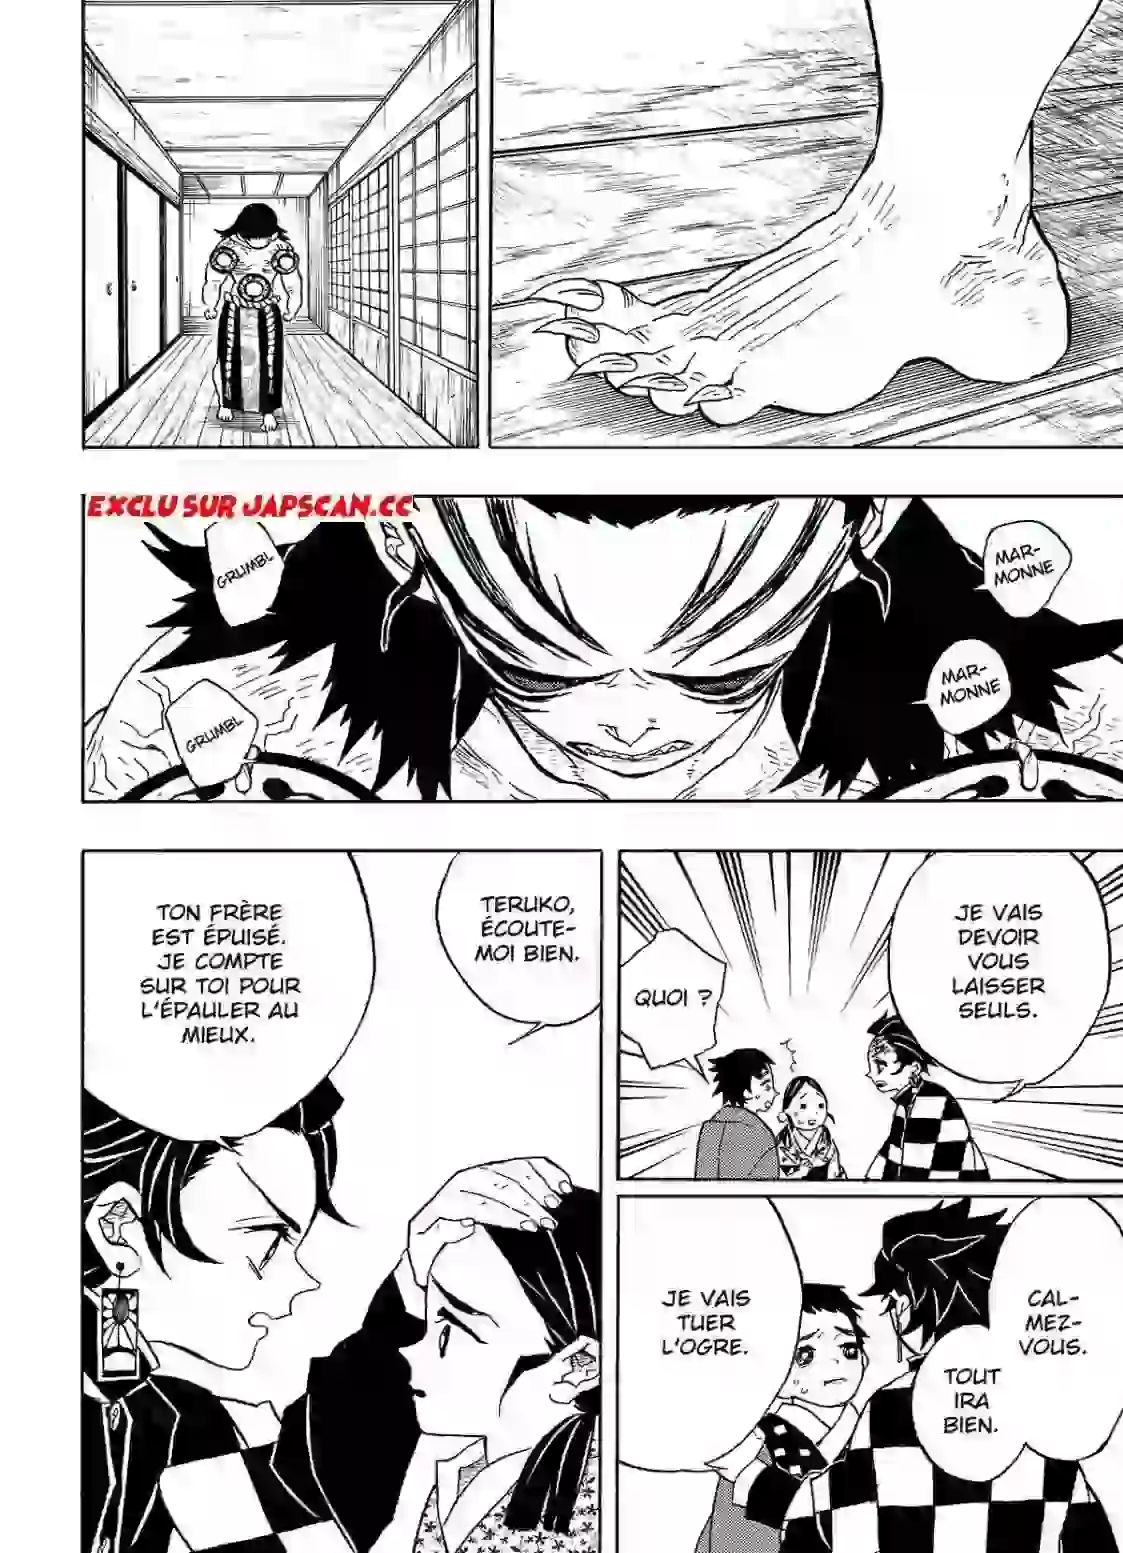 EXCLU SUR JAPSCAN.CC
MAR-
MONNE
GRUMBL
MAR-
MONNE
GRUMBL
JE VAIS
DEVOIR
VOUS
LAISSER
SEULS.
QUOI ?
CAL-
MEZ-
VOUS.
TOUT
IRA
BIEN.
JE VAIS
TUER
L'OGRE.
TERUKO,
ÉCOUTE-
MOI BIEN.
TON FRÈRE
EST ÉPUISÉ.
JE COMPTE
SUR TOI POUR
L'ÉPAULER AU
MIEUX.